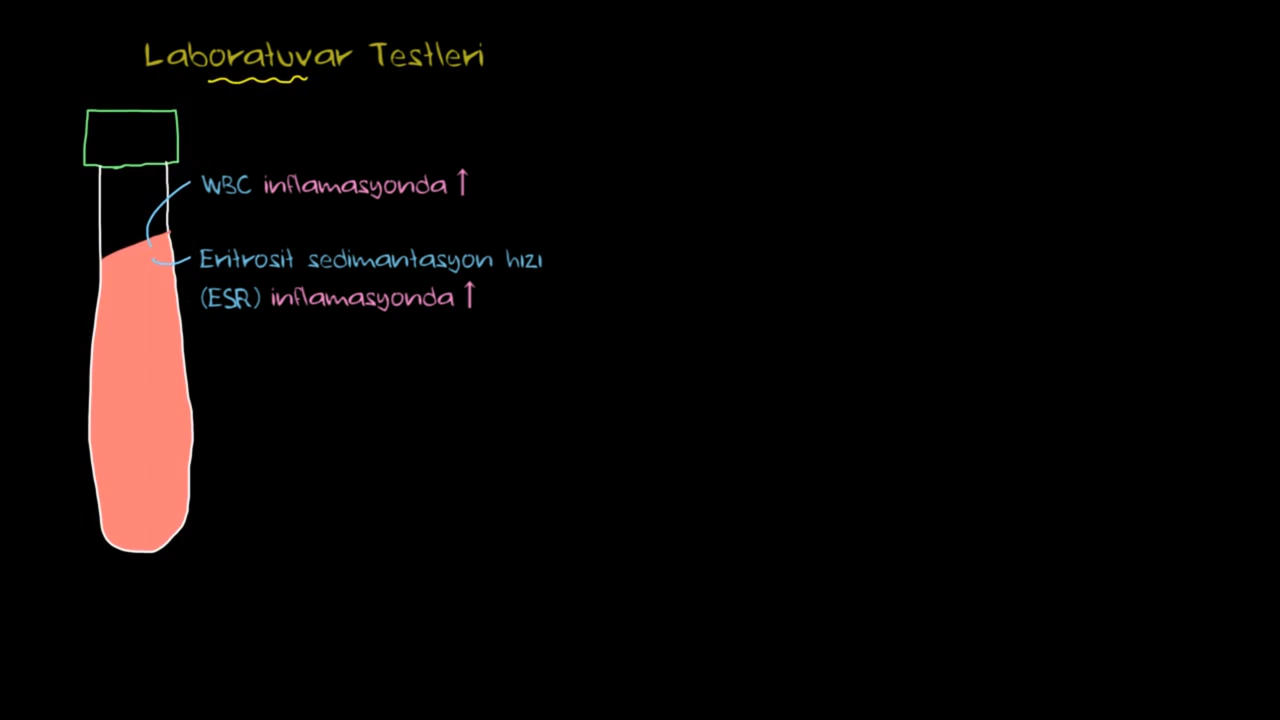 Laboratuvar Testleri
WBC inflamasyonda ↑
Eritrosit sedimantasyon hızı
(ESR) inflamasyonda ↑